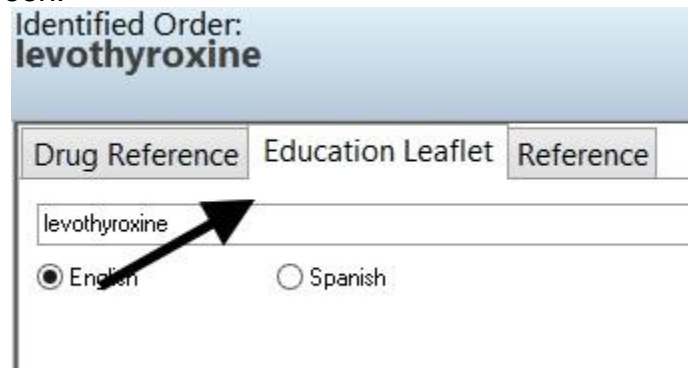 Identified Order:
levothyroxine
Drug Reference Education Leaflet Reference
levothyroxine
English Spanish